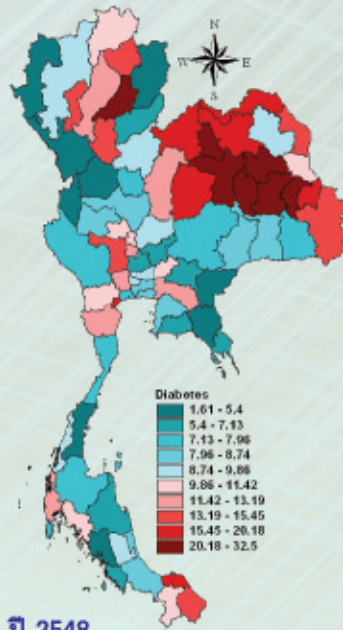 N
W E
S
Diabetes
1.61 - 5.4
5.4 - 7.13
7.13 - 7.96
7.96 - 8.74
8.74 - 9.86
9.86 - 11.42
11.42 - 13.19
13.19 - 15.45
15.45 - 20.18
20.18 - 32.5
ปี 2548